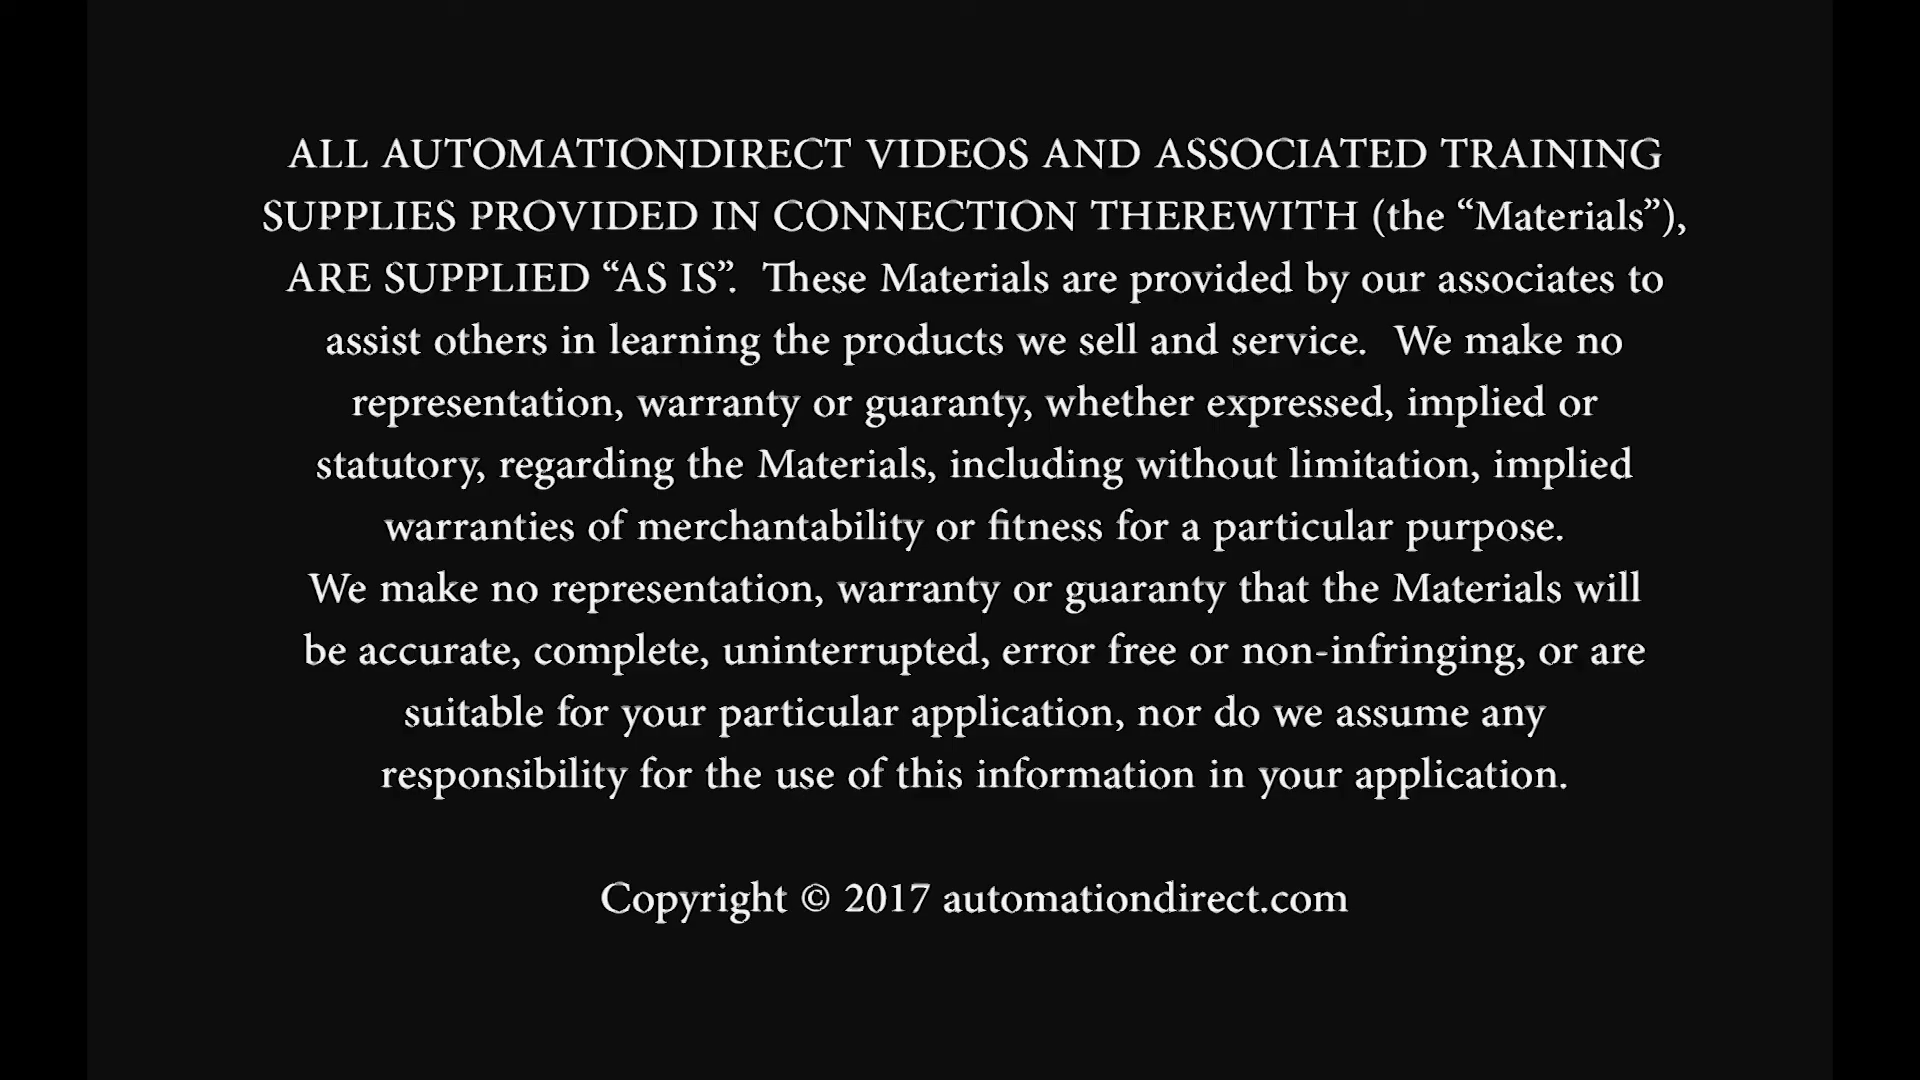 ALL AUTOMATIONDIRECT VIDEOS AND ASSOCIATED TRAINING
SUPPLIES PROVIDED IN CONNECTION THEREWITH (the “Materials”),
ARE SUPPLIED “AS IS”.  These Materials are provided by our associates to
assist others in learning the products we sell and service.  We make no
representation, warranty or guaranty, whether expressed, implied or
statutory, regarding the Materials, including without limitation, implied
warranties of merchantability or fitness for a particular purpose.
We make no representation, warranty or guaranty that the Materials will
be accurate, complete, uninterrupted, error free or non-infringing, or are
suitable for your particular application, nor do we assume any
responsibility for the use of this information in your application.
Copyright © 2017 automationdirect.com